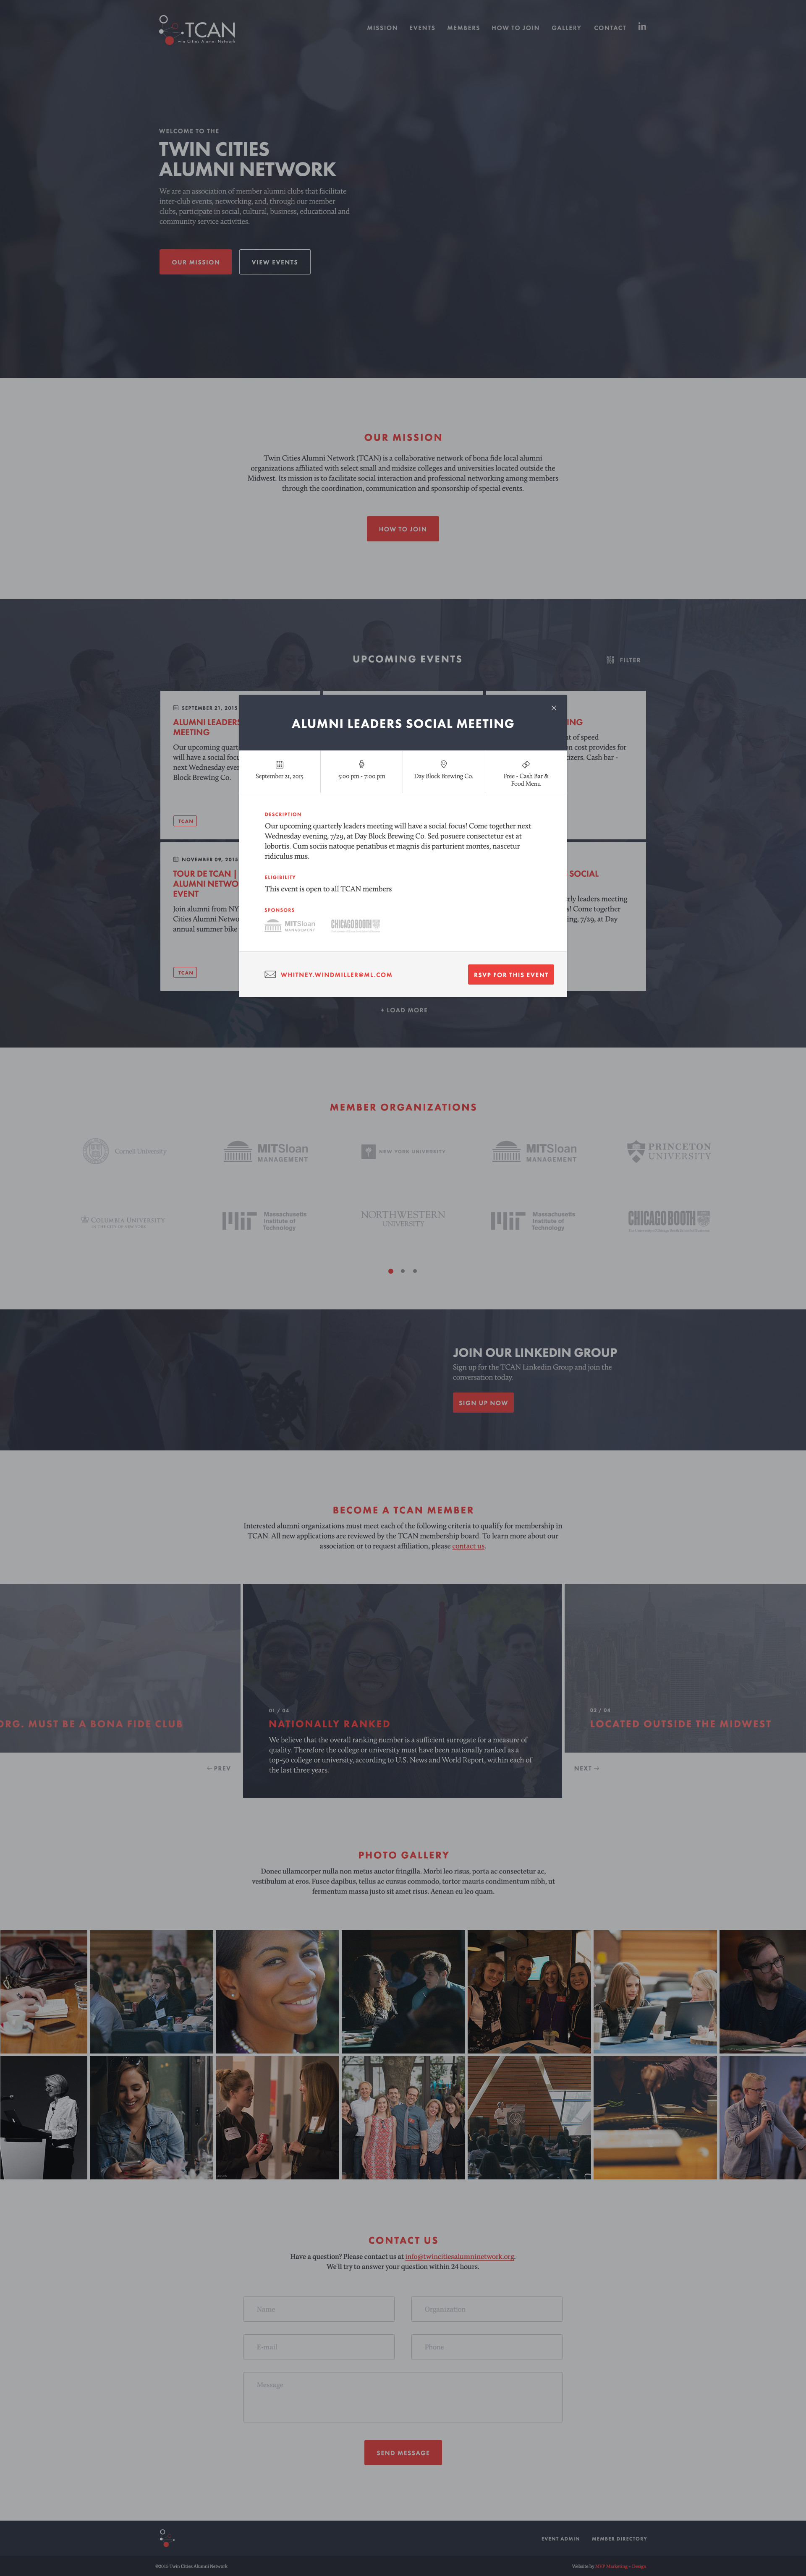 TCAN
Twin Cities Alumni Network
MISSION EVENTS MEMBERS HOW TO JOIN GALLERY CONTACT in
WELCOME TO THE
TWIN CITIES
ALUMNI NETWORK
We are an association of member alumni clubs that facilitate
inter-club events, networking, and, through our member
clubs, participate in social, cultural, business, educational and
community service activities.
OUR MISSION VIEW EVENTS
OUR MISSION
Twin Cities Alumni Network (TCAN) is a collaborative network of bona fide local alumni
organizations affiliated with select small and midsize colleges and universities located outside the
Midwest. Its mission is to facilitate social interaction and professional networking among members
through the coordination, communication and sponsorship of special events.
HOW TO JOIN
UPCOMING EVENTS
FILTER
SEPTEMBER 21, 2015
ALUMNI LEADERS
MEETING
Our upcoming quart
will have a social focu
next Wednesday ever
Block Brewing Co.
TCAN
NOVEMBER 09, 2015
TOUR DE TCAN |
ALUMNI NETWO
EVENT
Join alumni from NY
Cities Alumni Netwo
annual summer bike
TCAN
ALUMNI LEADERS SOCIAL MEETING
September 21, 2015
5:00 pm - 7:00 pm
Day Block Brewing Co.
Free - Cash Bar &
Food Menu
DESCRIPTION
Our upcoming quarterly leaders meeting will have a social focus! Come together next
Wednesday evening, 7/29, at Day Block Brewing Co. Sed posuere consectetur est at
lobortis. Cum sociis natoque penatibus et magnis dis parturient montes, nascetur
ridiculus mus.
ELIGIBILITY
This event is open to all TCAN members
SPONSORS
MITSloan
MANAGEMENT
CHICAGO BOOTH
WHITNEY.WINDMILLER@ML.COM
RSVP FOR THIS EVENT
ING
t of speed
on cost provides for
tizers. Cash bar -
SOCIAL
rly leaders meeting
s! Come together
ing, 7/29, at Day
+ LOAD MORE
MEMBER ORGANIZATIONS
Cornell University
MITSloan
MANAGEMENT
NEW YORK UNIVERSITY
MITSloan
MANAGEMENT
PRINCETON
UNIVERSITY
COLUMBIA UNIVERSITY
IN THE CITY OF NEW YORK
Massachusetts
Institute of
Technology
NORTHWESTERN
UNIVERSITY
Massachusetts
Institute of
Technology
CHICAGO BOOTH
JOIN OUR LINKEDIN GROUP
Sign up for the TCAN Linkedin Group and join the
conversation today.
SIGN UP NOW
BECOME A TCAN MEMBER
Interested alumni organizations must meet each of the following criteria to qualify for membership in
TCAN. All new applications are reviewed by the TCAN membership board. To learn more about our
association or to request affiliation, please contact us.
ORG. MUST BE A BONA FIDE CLUB
← PREV
01 / 04
NATIONALLY RANKED
We believe that the overall ranking number is a sufficient surrogate for a measure of
quality. Therefore the college or university must have been nationally ranked as a
top-50 college or university, according to U.S. News and World Report, within each of
the last three years.
02 / 04
LOCATED OUTSIDE THE MIDWEST
NEXT →
PHOTO GALLERY
Donec ullamcorper nulla non metus auctor fringilla. Morbi leo risus, porta ac consectetur ac,
vestibulum at eros. Fusce dapibus, tellus ac cursus commodo, tortor mauris condimentum nibh, ut
fermentum massa justo sit amet risus. Aenean eu leo quam.
CONTACT US
Have a question? Please contact us at info@twincitiesalumninetwork.org.
We'll try to answer your question within 24 hours.
Name
Organization
E-mail
Phone
Message
SEND MESSAGE
EVENT ADMIN MEMBER DIRECTORY
©2015 Twin Cities Alumni Network
Website by MVP Marketing + Design